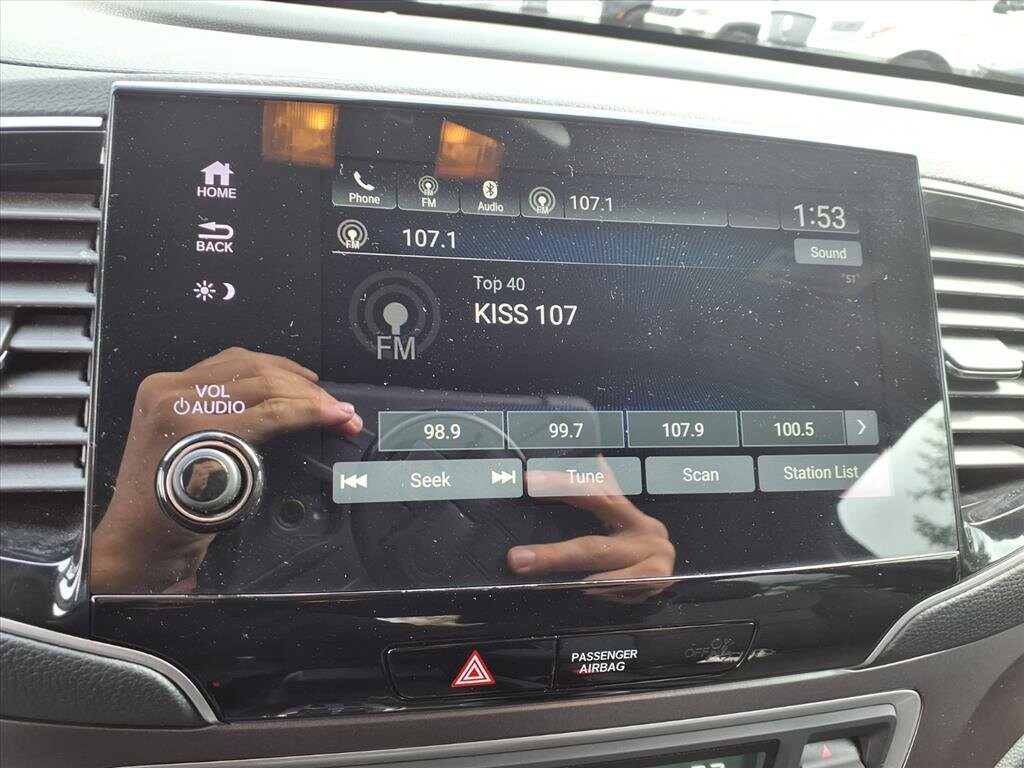 HOME
BACK
VOL
AUDIO
Phone
FM
Audio
FM
107.1
1:53
FM
107.1
Sound
"ST"
Top 40
KISS 107
FM
98.9
99.7
107.9
100.5
Seek
Tune
Scan
Station List
PASSENGER
AIRBAG
OFF